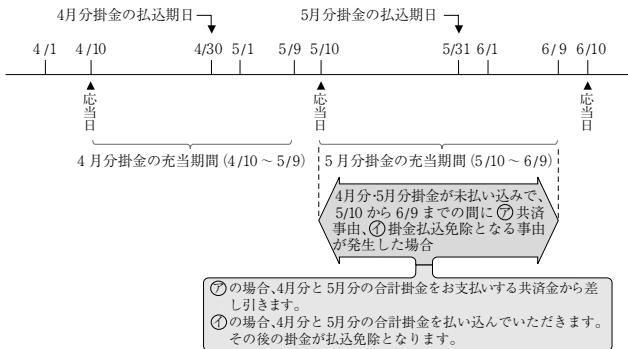 4月分掛金の払込期日 5月分掛金の払込期日
4/1 4/10 4/30 5/1 5/9 5/10 5/31 6/1 6/9 6/10
応当日 応当日 応当日
4月分掛金の充当期間(4/10～5/9) 5月分掛金の充当期間(5/10～6/9)
4月分・5月分掛金が未払い込みで、
5/10から6/9までの間に㋐共済
事由、㋑掛金払込免除となる事由
が発生した場合
㋐の場合、4月分と5月分の合計掛金をお支払いする共済金から差
し引きます。
㋑の場合、4月分と5月分の合計掛金を払い込んでいただきます。
その後の掛金が払込免除となります。